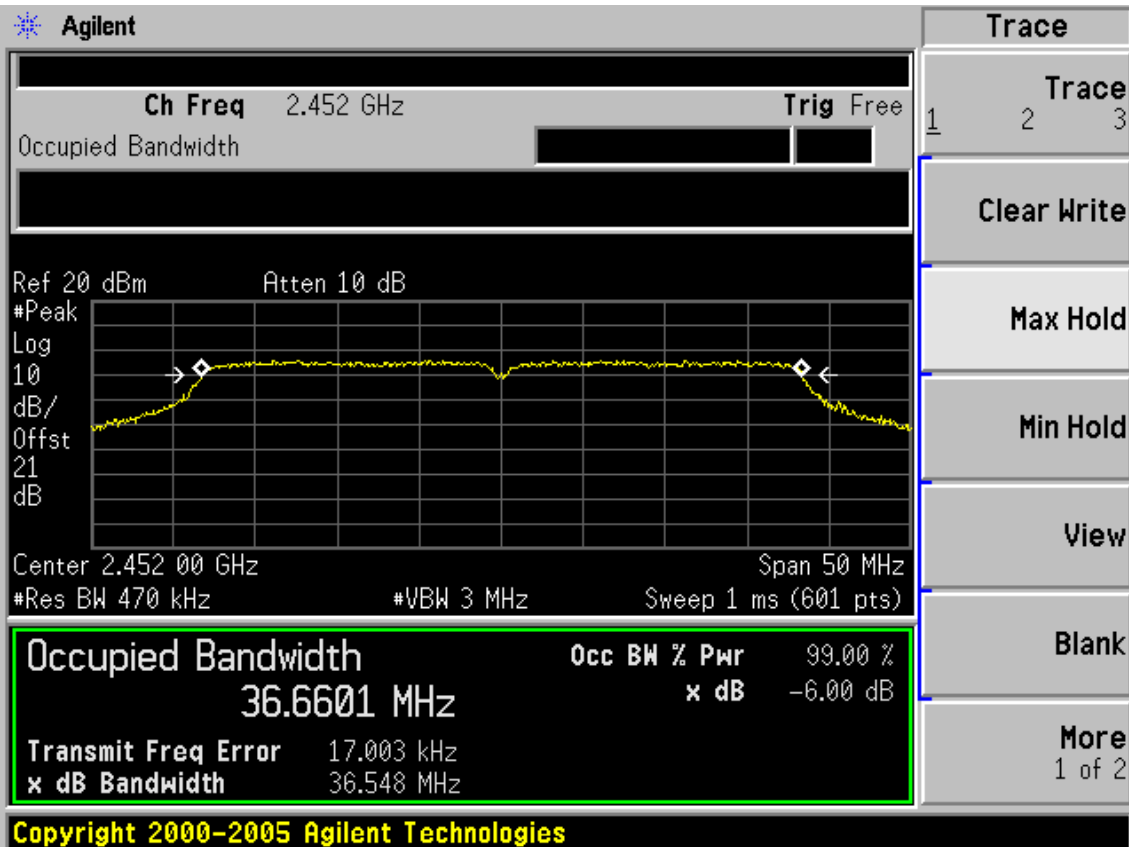 Agilent
Trace
Ch Freq 2.452 GHz Trig Free
Occupied Bandwidth
Trace
1 2 3
Clear Write
Max Hold
Min Hold
View
Blank
More
1 of 2
Ref 20 dBm Atten 10 dB
#Peak
Log
10
dB/
Offst
21
dB
Center 2.452 00 GHz Span 50 MHz
#Res BW 470 kHz #VBW 3 MHz Sweep 1 ms (601 pts)
Occupied Bandwidth
36.6601 MHz
Occ BW % Pwr 99.00 %
x dB -6.00 dB
Transmit Freq Error 17.003 kHz
x dB Bandwidth 36.548 MHz
Copyright 2000-2005 Agilent Technologies